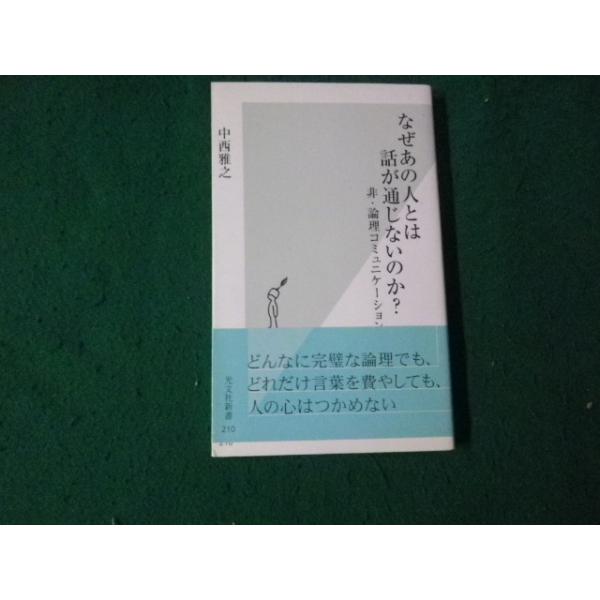 なぜあの人とは
話が通じないのか?
非・論理コミュニケーション
中西雅之
どんなに完璧な論理でも、
どれだけ言葉を費やしても、
人の心はつかめない
光文社新書
210
210